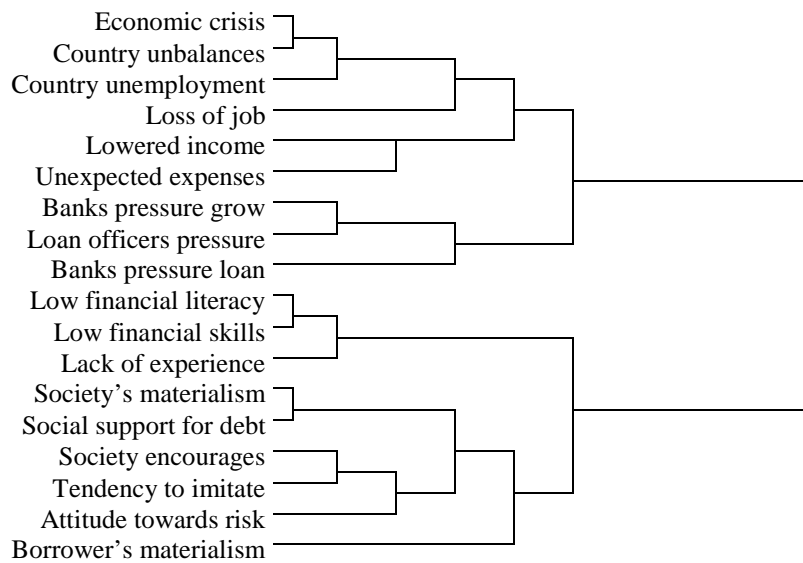 Economic crisis
Country unbalances
Country unemployment
Loss of job
Lowered income
Unexpected expenses
Banks pressure grow
Loan officers pressure
Banks pressure loan
Low financial literacy
Low financial skills
Lack of experience
Society’s materialism
Social support for debt
Society encourages
Tendency to imitate
Attitude towards risk
Borrower’s materialism